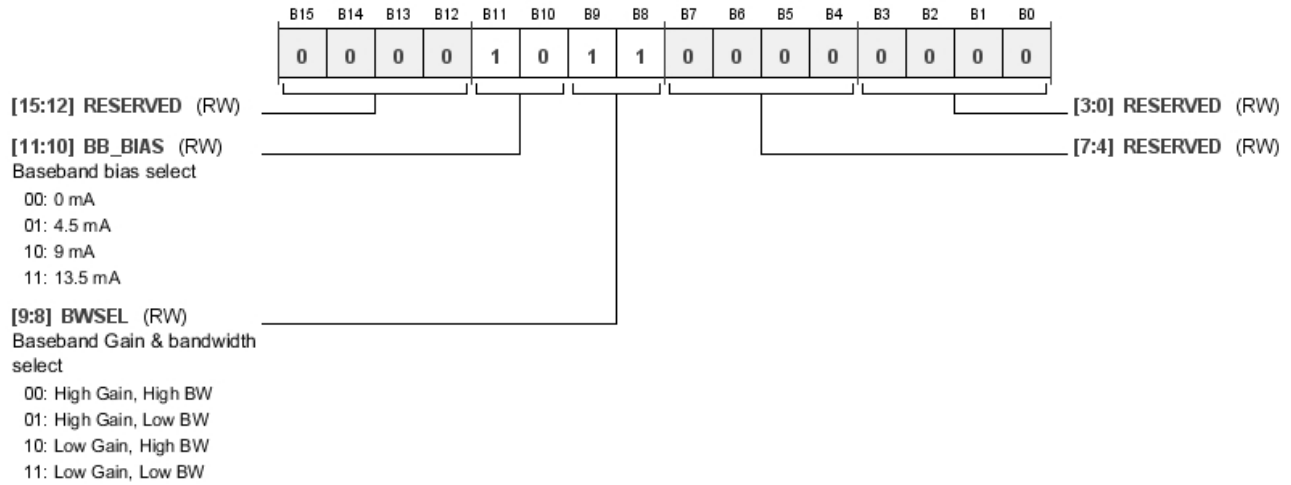 B15 B14 B13 B12 B11 B10 B9 B8 B7 B6 B5 B4 B3 B2 B1 B0
0 0 0 0 1 0 1 1 0 0 0 0 0 0 0 0
[15:12] RESERVED (RW)
[3:0] RESERVED (RW)
[11:10] BB_BIAS (RW)
[7:4] RESERVED (RW)
Baseband bias select
00: 0 mA
01: 4.5 mA
10: 9 mA
11: 13.5 mA
[9:8] BWSEL (RW)
Baseband Gain & bandwidth
select
00: High Gain, High BW
01: High Gain, Low BW
10: Low Gain, High BW
11: Low Gain, Low BW